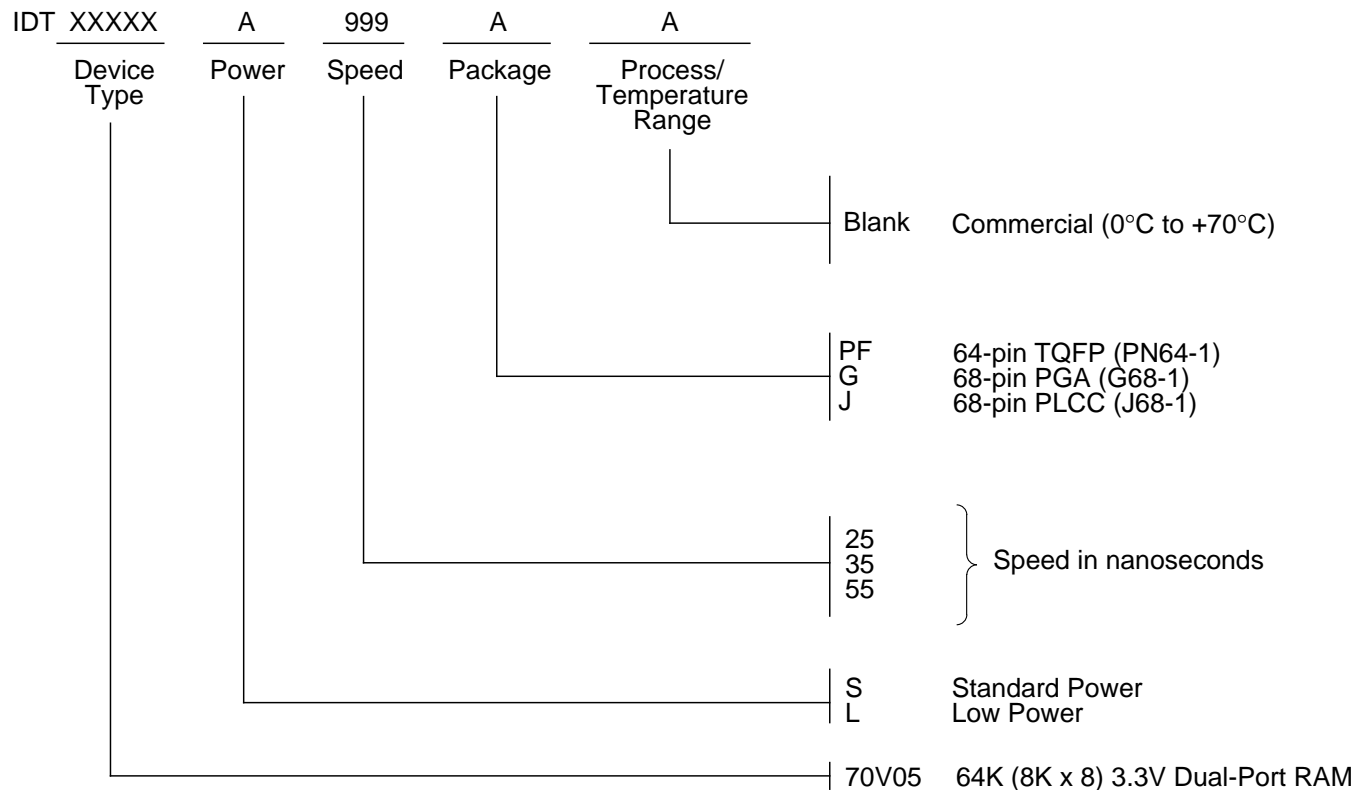 IDT XXXXX A 999 A A
Device Type Power Speed Package Process/ Temperature Range
Blank Commercial (0°C to +70°C)
PF 64-pin TQFP (PN64-1)
G 68-pin PGA (G68-1)
J 68-pin PLCC (J68-1)
25
35 Speed in nanoseconds
55
S Standard Power
L Low Power
70V05 64K (8K x 8) 3.3V Dual-Port RAM